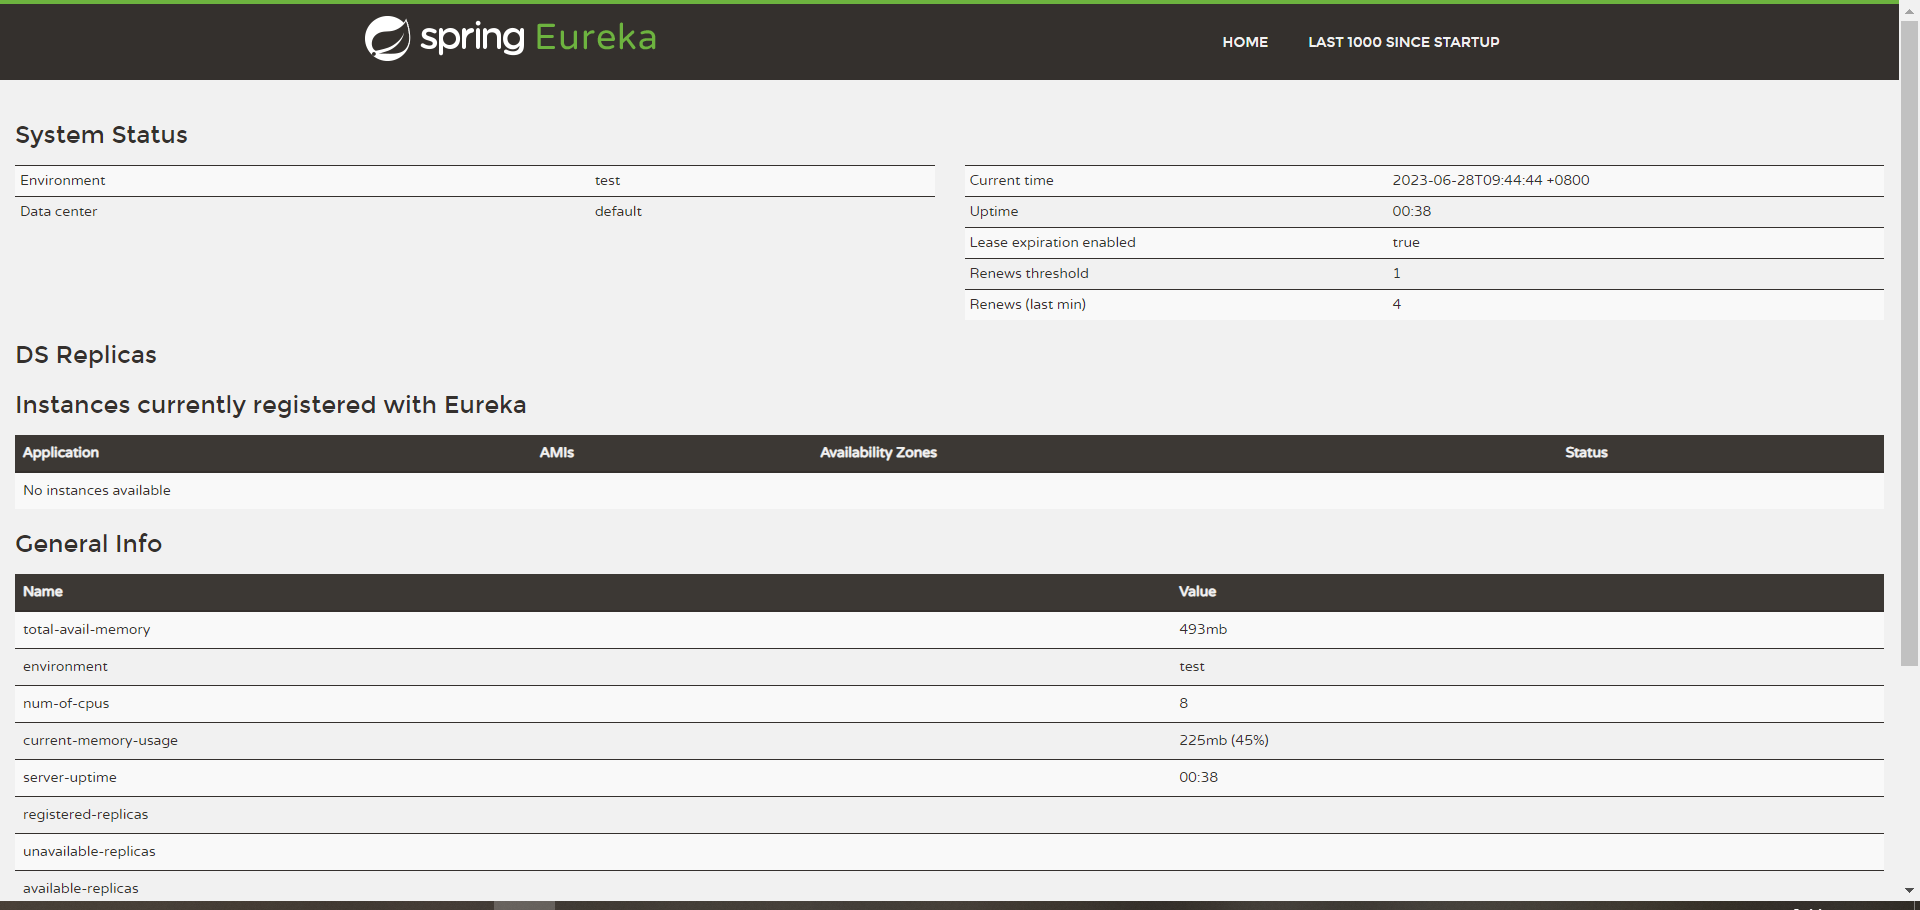 spring Eureka
HOME LAST 1000 SINCE STARTUP
System Status
Environment test
Data center default
Current time 2023-06-28T09:44:44 +0800
Uptime 00:38
Lease expiration enabled true
Renews threshold 1
Renews (last min) 4
DS Replicas
Instances currently registered with Eureka
Application AMIs Availability Zones Status
No instances available
General Info
Name Value
total-avail-memory 493mb
environment test
num-of-cpus 8
current-memory-usage 225mb (45%)
server-uptime 00:38
registered-replicas
unavailable-replicas
available-replicas